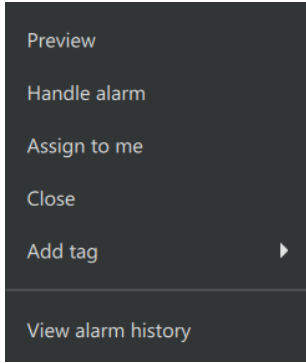 Preview
Handle alarm
Assign to me
Close
Add tag
View alarm history